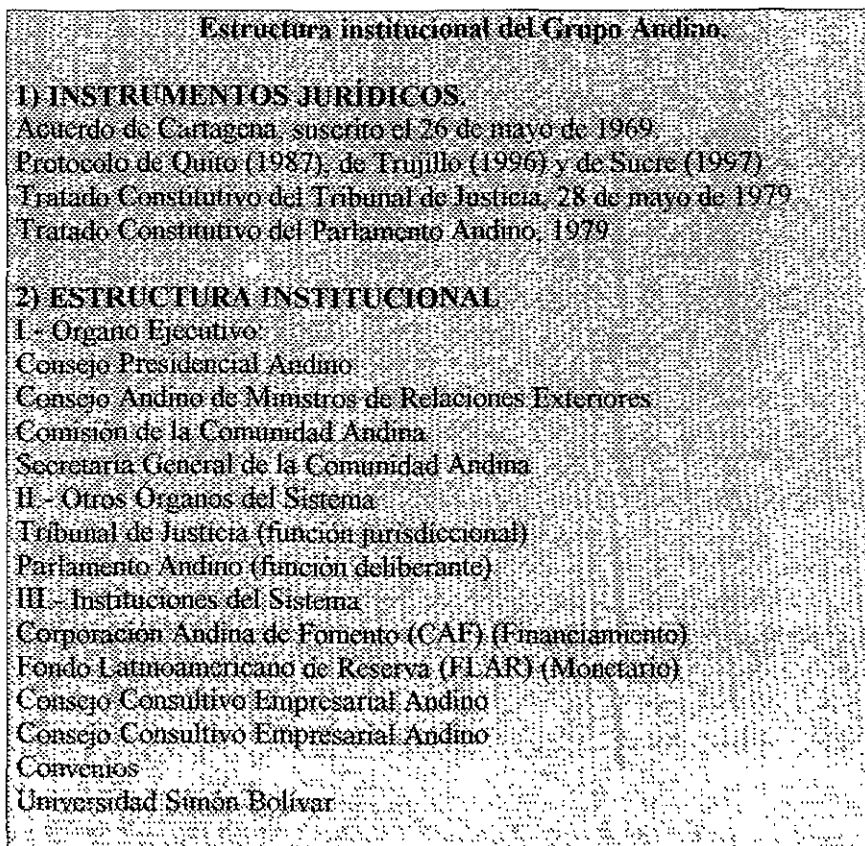 Estructura institucional del Grupo Andino.
1) INSTRUMENTOS JURÍDICOS.
Acuerdo de Cartagena, suscrito el 26 de mayo de 1969.
Protocolo de Quito (1987), de Trujillo (1996) y de Sucre (1997)
Tratado Constitutivo del Tribunal de Justicia, 28 de mayo de 1979
Tratado Constitutivo del Parlamento Andino, 1979
2) ESTRUCTURA INSTITUCIONAL
I.- Organo Ejecutivo:
Consejo Presidencial Andino
Consejo Andino de Ministros de Relaciones Exteriores
Comisión de la Comunidad Andina
Secretaría General de la Comunidad Andina
II.- Otros Órganos del Sistema
Tribunal de Justicia (función jurisdiccional)
Parlamento Andino (función deliberante)
III.- Instituciones del Sistema
Corporación Andina de Fomento (CAF) (Financiamiento)
Fondo Latinoamericano de Reserva (FLAR) (Monetario)
Consejo Consultivo Empresarial Andino
Consejo Consultivo Empresarial Andino
Convenios
Universidad Simón Bolívar